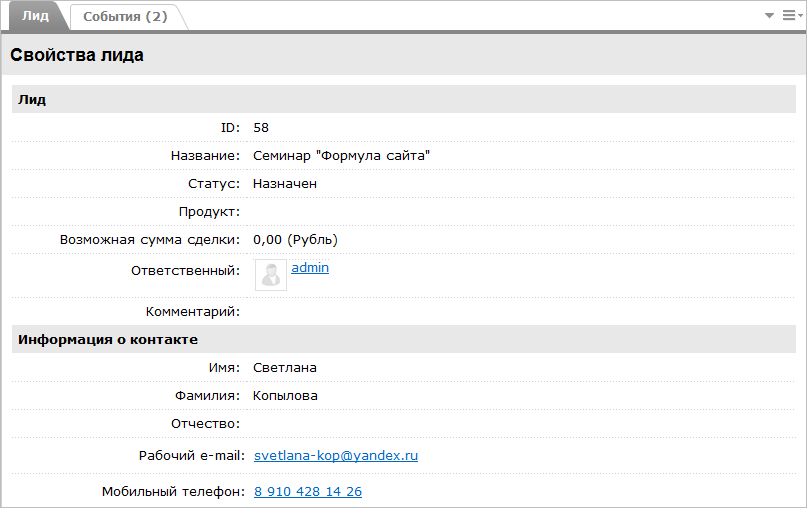 Лид События (2)
Свойства лида
Лид
ID: 58
Название: Семинар "Формула сайта"
Статус: Назначен
Продукт:
Возможная сумма сделки: 0,00 (Рубль)
Ответственный: admin
Комментарий:
Информация о контакте
Имя: Светлана
Фамилия: Копылова
Отчество:
Рабочий e-mail: svetlana-kop@yandex.ru
Мобильный телефон: 8 910 428 14 26